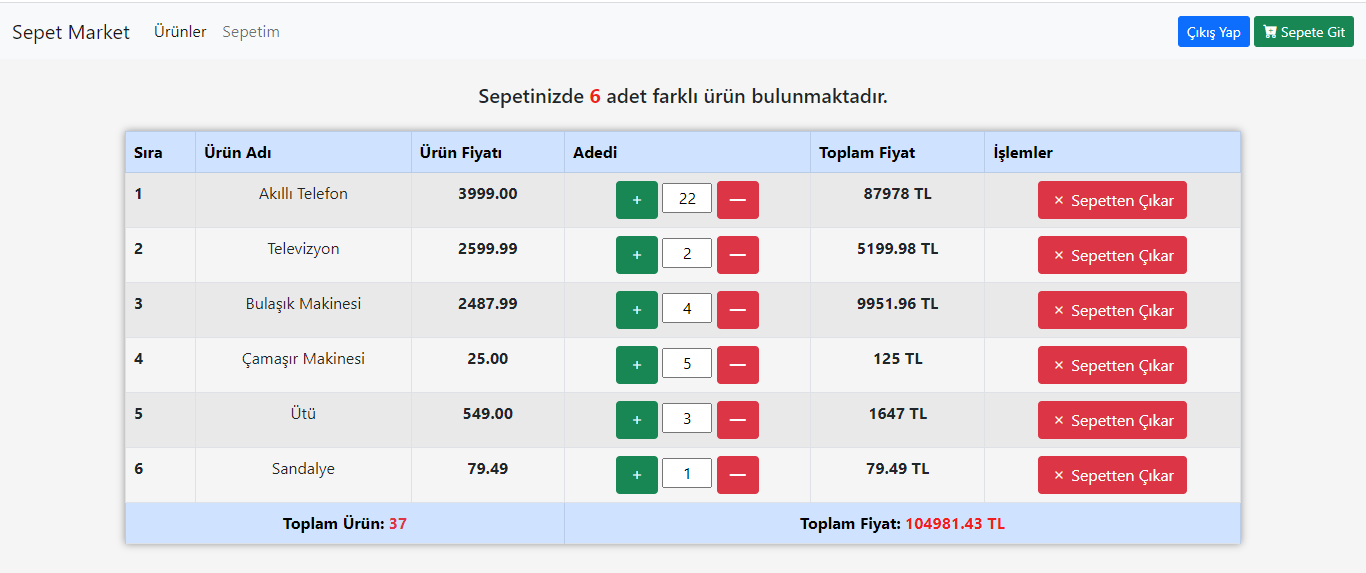 Sepet Market Ürünler Sepetim Çıkış Yap Sepete Git
Sepetinizde 6 adet farklı ürün bulunmaktadır.
Sıra Ürün Adı Ürün Fiyatı Adedi Toplam Fiyat İşlemler
1 Akıllı Telefon 3999.00 + 22 — 87978 TL × Sepetten Çıkar
2 Televizyon 2599.99 + 2 — 5199.98 TL × Sepetten Çıkar
3 Bulaşık Makinesi 2487.99 + 4 — 9951.96 TL × Sepetten Çıkar
4 Çamaşır Makinesi 25.00 + 5 — 125 TL × Sepetten Çıkar
5 Ütü 549.00 + 3 — 1647 TL × Sepetten Çıkar
6 Sandalye 79.49 + 1 — 79.49 TL × Sepetten Çıkar
Toplam Ürün: 37 Toplam Fiyat: 104981.43 TL